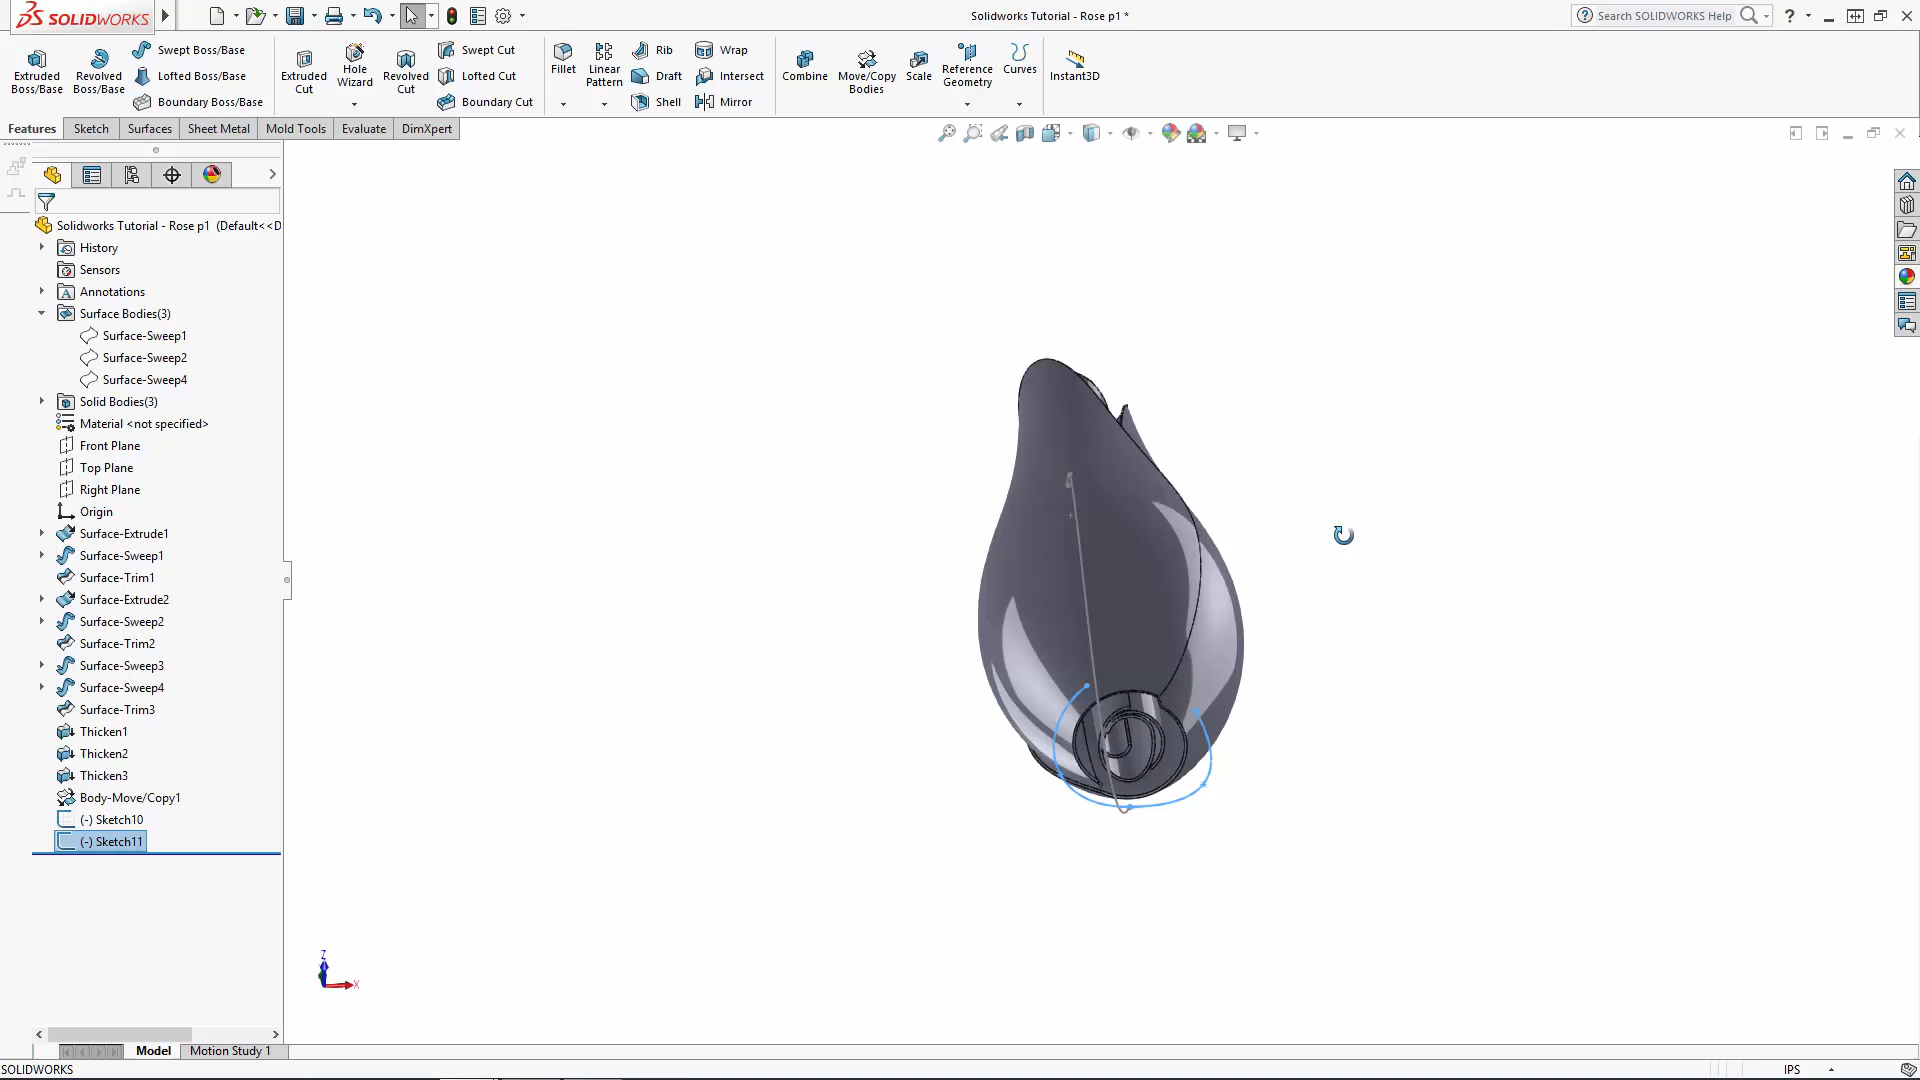 SOLIDWORKS
Solidworks Tutorial - Rose p1 *
Search SOLIDWORKS Help
Extruded Boss/Base
Revolved Boss/Base
Swept Boss/Base
Lofted Boss/Base
Boundary Boss/Base
Extruded Cut
Hole Wizard
Revolved Cut
Swept Cut
Lofted Cut
Boundary Cut
Fillet
Linear Pattern
Rib
Draft
Shell
Wrap
Intersect
Mirror
Combine
Move/Copy Bodies
Scale
Reference Geometry
Curves
Instant3D
Features
Sketch
Surfaces
Sheet Metal
Mold Tools
Evaluate
DimXpert
Solidworks Tutorial - Rose p1 (Default<<D
History
Sensors
Annotations
Surface Bodies(3)
Surface-Sweep1
Surface-Sweep2
Surface-Sweep4
Solid Bodies(3)
Material <not specified>
Front Plane
Top Plane
Right Plane
Origin
Surface-Extrude1
Surface-Sweep1
Surface-Trim1
Surface-Extrude2
Surface-Sweep2
Surface-Trim2
Surface-Sweep3
Surface-Sweep4
Surface-Trim3
Thicken1
Thicken2
Thicken3
Body-Move/Copy1
(-) Sketch10
(-) Sketch11
Z
X
Model
Motion Study 1
SOLIDWORKS
IPS